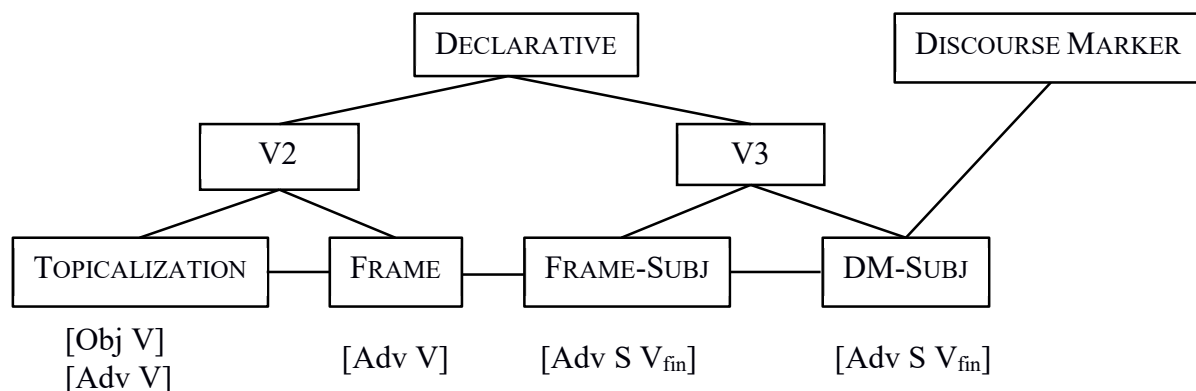 DECLARATIVE
DISCOURSE MARKER
V2
V3
TOPICALIZATION
FRAME
FRAME-SUBJ
DM-SUBJ
[Obj V]
[Adv V]
[Adv V]
[Adv S Vfin]
[Adv S Vfin]